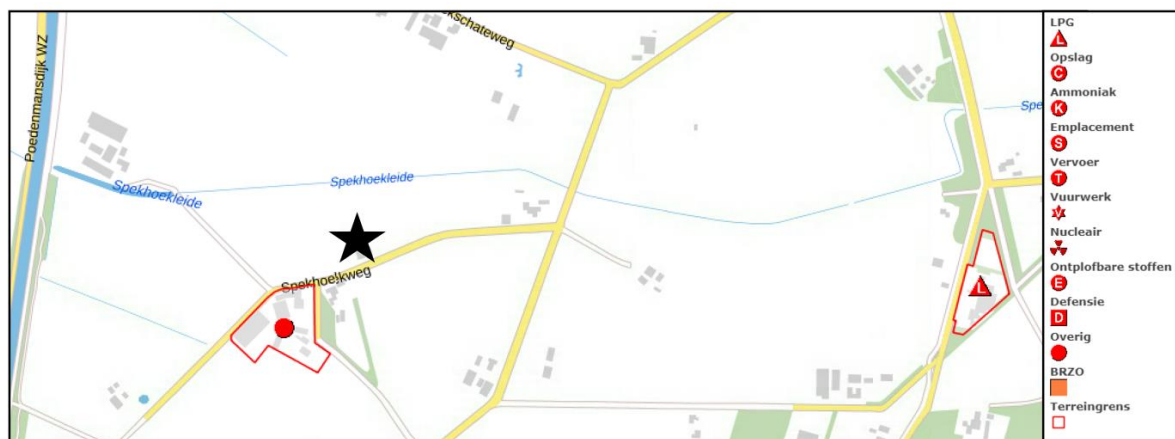 kschateweg
Poedenmansdijk WZ
Spe
Spekhoekleide
Spekhoekleide
Spekhoekweg
L
LPG
L
Opslag
C
Ammoniak
K
Emplacement
S
Vervoer
T
Vuurwerk
V
Nucleair
Ontplofbare stoffen
E
Defensie
D
Overig
BRZO
Terreingrens